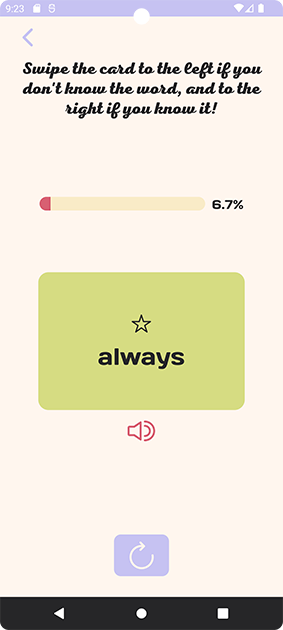 9:23
Swipe the card to the left if you
don't know the word, and to the
right if you know it!
6.7%
always